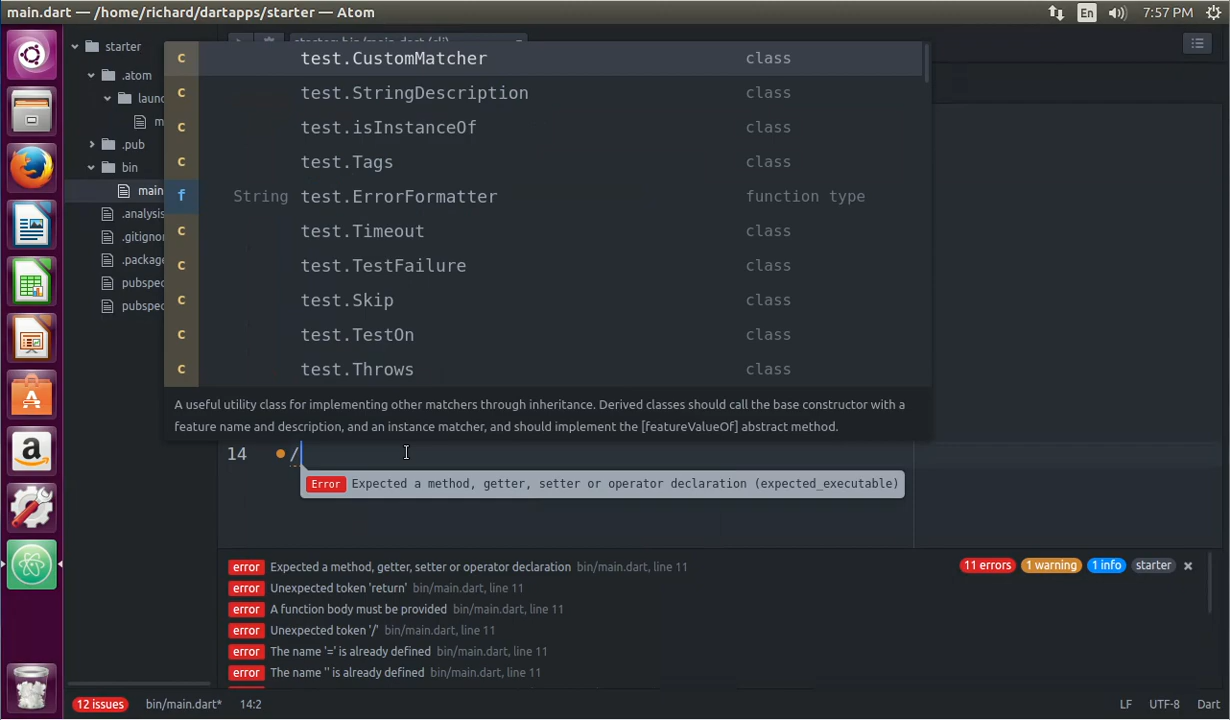 main.dart — /home/richard/dartapps/starter — Atom
En
7:57 PM
starter
.atom
launc
m
.pub
bin
main
.analysis
.gitignor
.package
pubspec
pubspec
starter: bin/main.dart (cli)
c test.CustomMatcher class
c test.StringDescription class
c test.isInstanceOf class
c test.Tags class
f String test.ErrorFormatter function type
c test.Timeout class
c test.TestFailure class
c test.Skip class
c test.TestOn class
c test.Throws class
A useful utility class for implementing other matchers through inheritance. Derived classes should call the base constructor with a
feature name and description, and an instance matcher, and should implement the [featureValueOf] abstract method.
14 /
Error Expected a method, getter, setter or operator declaration (expected_executable)
error Expected a method, getter, setter or operator declaration bin/main.dart, line 11
11 errors 1 warning 1 info starter ×
error Unexpected token 'return' bin/main.dart, line 11
error A function body must be provided bin/main.dart, line 11
error Unexpected token '/' bin/main.dart, line 11
error The name '=' is already defined bin/main.dart, line 11
error The name '' is already defined bin/main.dart, line 11
12 issues bin/main.dart* 14:2
LF UTF-8 Dart